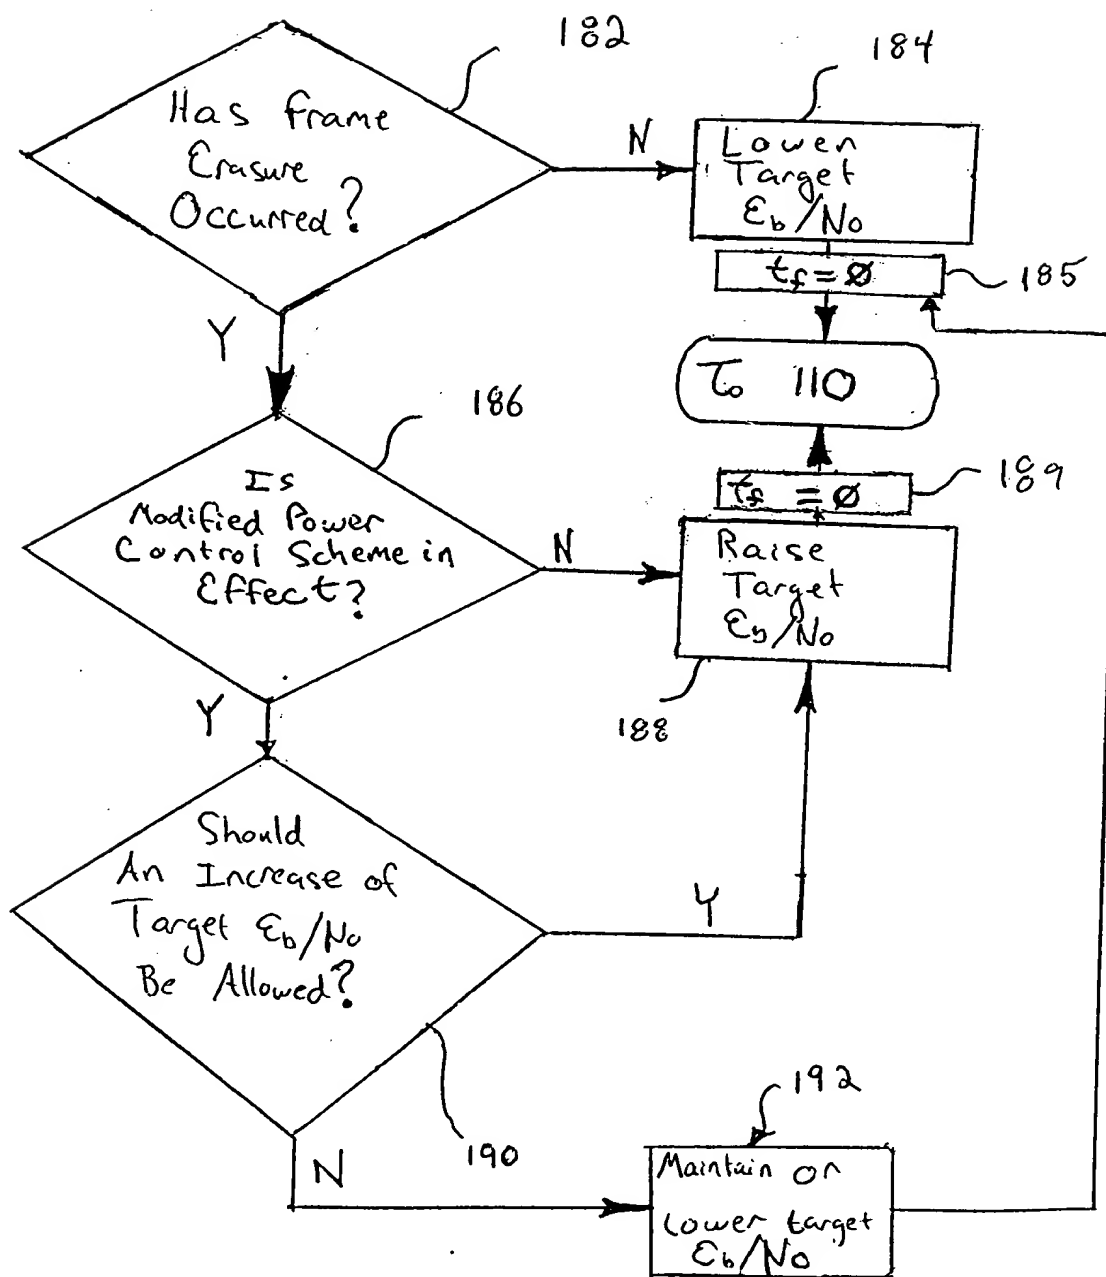 182
Has Frame
Erasure
Occurred?
N
184
Lower
Target
Eb/No
tf=0
185
Y
To 110
186
Is
Modified Power
Control Scheme in
Effect?
N
189
tf = 0
Raise
Target
Eb/No
188
Y
Should
An Increase of
Target Eb/No
Be Allowed?
Y
190
N
192
Maintain or
Lower target
Eb/No